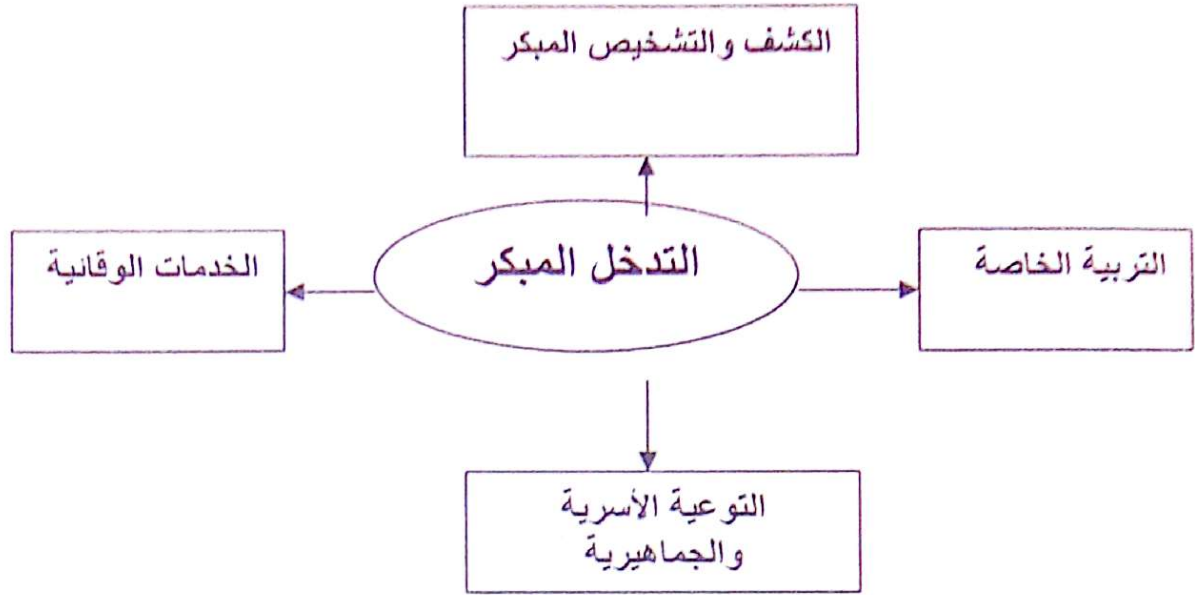 الكشف والتشخيص المبكر
التدخل المبكر
التربية الخاصة
الخدمات الوقائية
التوعية الأسرية
والجماهيرية